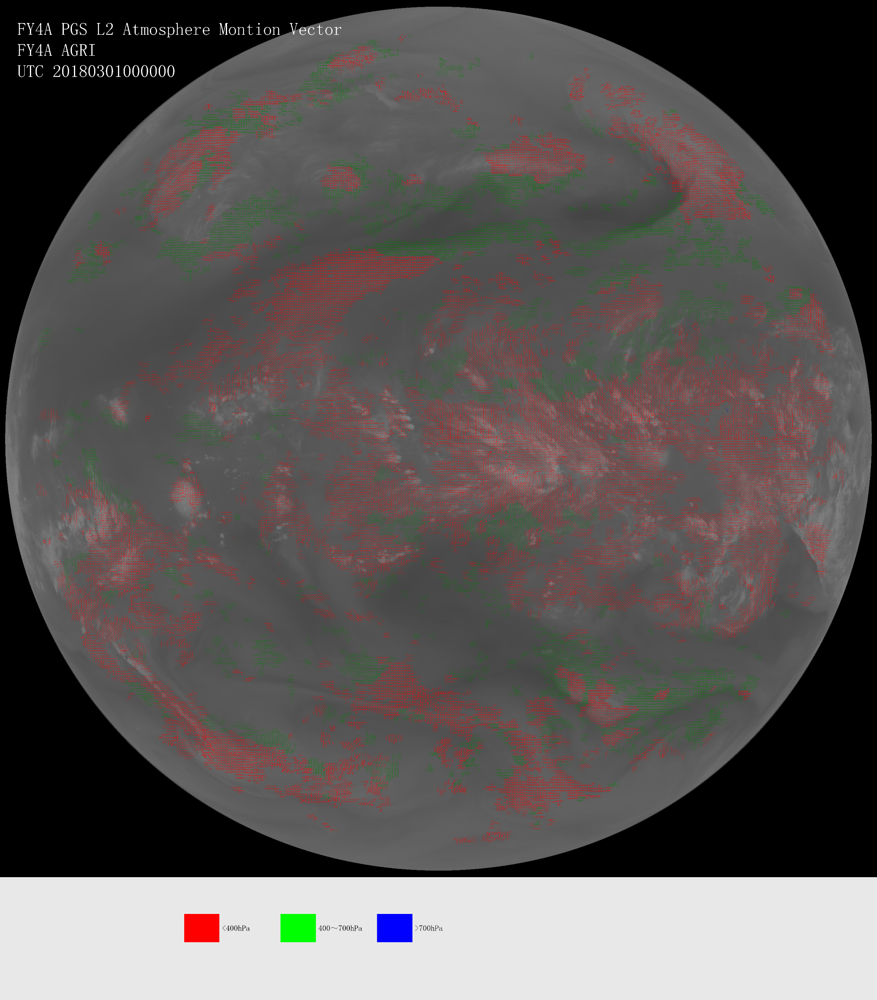 FY4A PGS L2 Atmosphere Montion Vector
FY4A AGRI
UTC 20180301000000
<400hPa 400～700hPa >700hPa